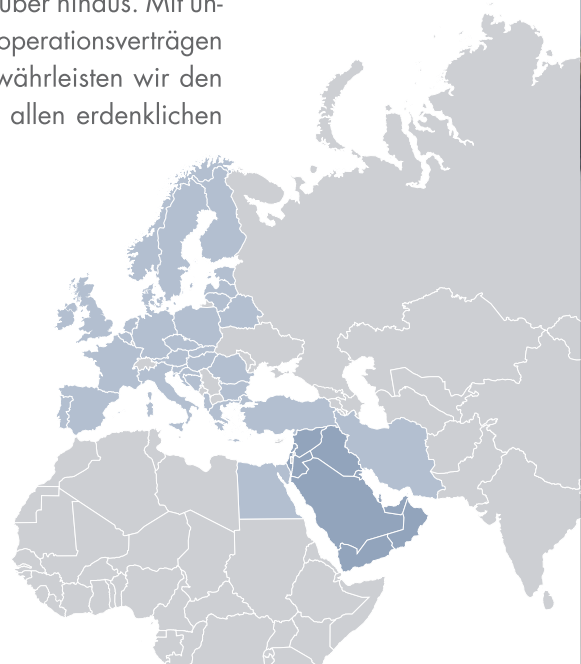 über hinaus. Mit un-
operationsverträgen
währleisten wir den
allen erdenklichen